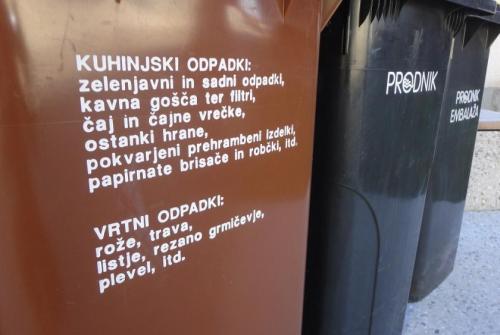 KUHINJSKI ODPADKI:
zelenjavni in sadni odpadki,
kavna gošča ter filtri,
čaj in čajne vrečke,
ostanki hrane,
pokvarjeni prehrambeni izdelki,
papirnate brisače in robčki, itd.
VRTNI ODPADKI:
rože, trava,
listje, rezano grmičevje,
plevel, itd.
PRODNIK
PRODNIK
EMBALAŽA